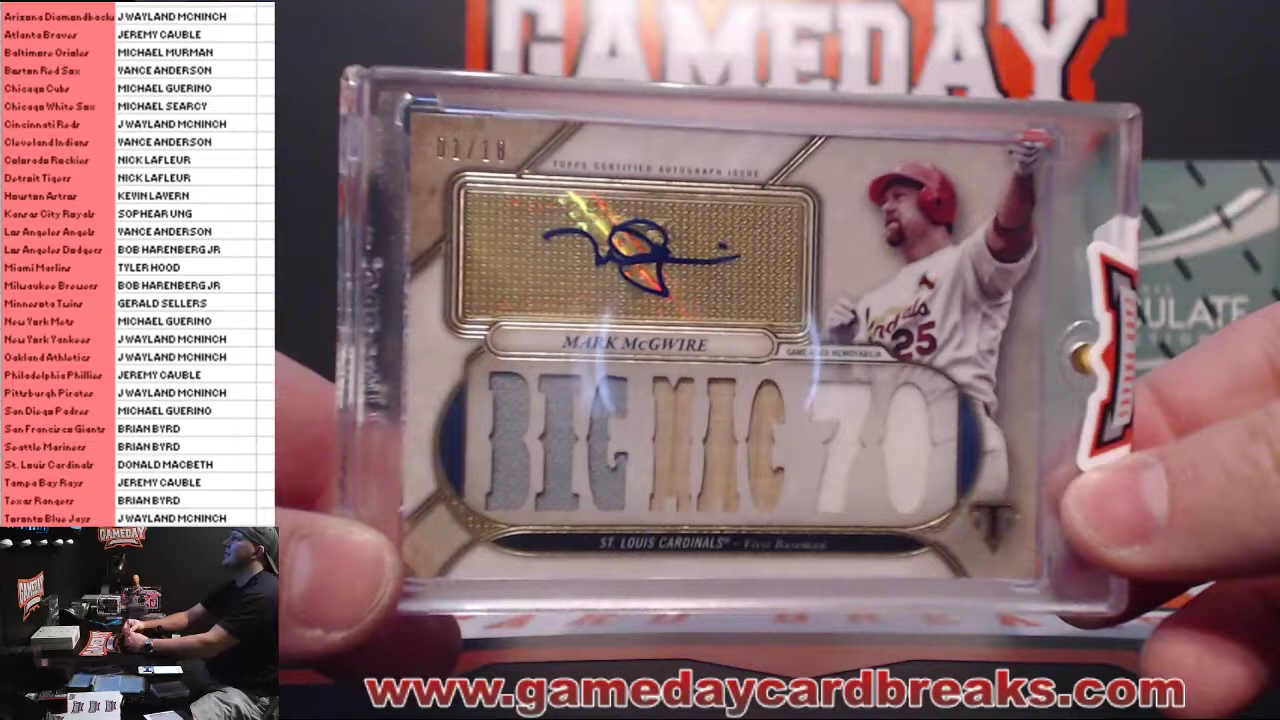 Arizona Diamondbacks J WAYLAND MCNINCH
Atlanta Braves JEREMY CAUBLE
Baltimore Orioles MICHAEL MURMAN
Boston Red Sox VANCE ANDERSON
Chicago Cubs MICHAEL GUERINO
Chicago White Sox MICHAEL SEARCY
Cincinnati Reds J WAYLAND MCNINCH
Cleveland Indians VANCE ANDERSON
Colorado Rockies NICK LAFLEUR
Detroit Tigers NICK LAFLEUR
Houston Astros KEVIN LAVERN
Kansas City Royals SOPHEAR UNG
Los Angeles Angels VANCE ANDERSON
Los Angeles Dodgers BOB HARENBERG JR
Miami Marlins TYLER HOOD
Milwaukee Brewers BOB HARENBERG JR
Minnesota Twins GERALD SELLERS
New York Mets MICHAEL GUERINO
New York Yankees J WAYLAND MCNINCH
Oakland Athletics J WAYLAND MCNINCH
Philadelphia Phillies JEREMY CAUBLE
Pittsburgh Pirates J WAYLAND MCNINCH
San Diego Padres MICHAEL GUERINO
San Francisco Giants BRIAN BYRD
Seattle Mariners BRIAN BYRD
St. Louis Cardinals DONALD MACBETH
Tampa Bay Rays JEREMY CAUBLE
Texas Rangers BRIAN BYRD
Toronto Blue Jays J WAYLAND MCNINCH
GAMEDAY
01/18
TOPPS CERTIFIED AUTOGRAPH ISSUE
MARK McGWIRE
GAME-USED MEMORABILIA
25
BIG MAC 70
ST. LOUIS CARDINALS® - First Baseman
ULATE
GAMEDAY
GAMEDAY
www.gamedaycardbreaks.com